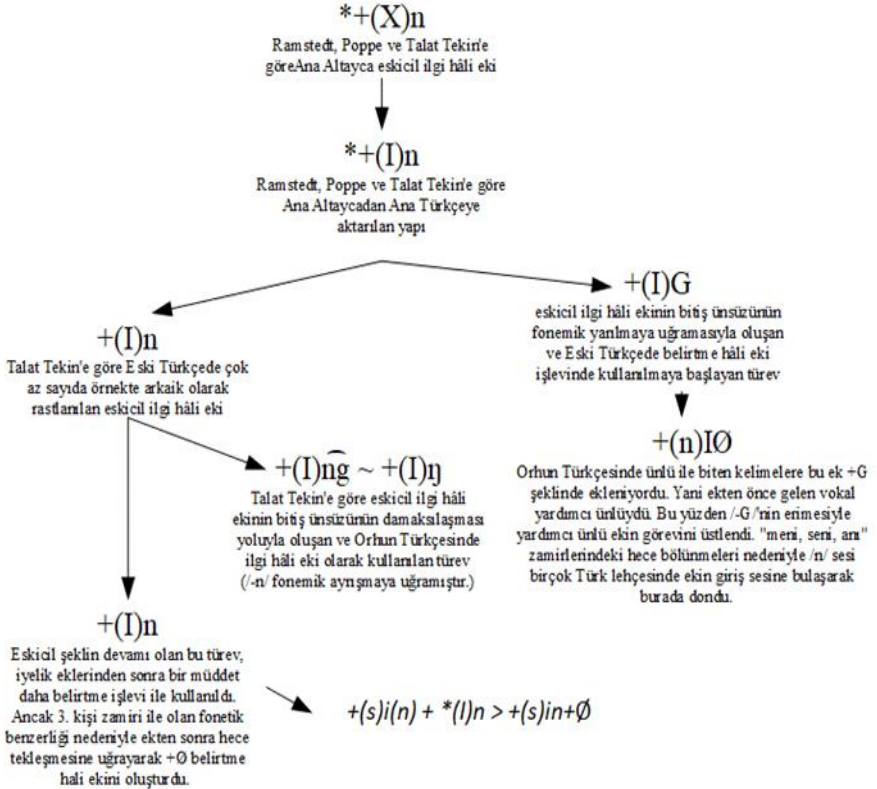 *+(X)n
Ramstedt, Poppe ve Talat Tekin'e
göreAna Altayca eskicil ilgi hâli eki
*+(I)n
Ramstedt, Poppe ve Talat Tekin'e göre
Ana Altaycadan Ana Türkçeye
aktarılan yapı
+(I)n
Talat Tekin'e göre Eski Türkçede çok
az sayıda örnekte arkaik olarak
rastlanılan eskicil ilgi hâli eki
+(I)G
eskicil ilgi hâli ekinin bitiş ünsüzünün
fonemik yarılmaya uğramasıyla oluşan
ve Eski Türkçede belirtme hâli eki
işlevinde kullanılmaya başlayan türev
+(I)n͡g ~ +(I)ŋ
Talat Tekin'e göre eskicil ilgi hâli
ekinin bitiş ünsüzünün damaksılaşması
yoluyla oluşan ve Orhun Türkçesinde
ilgi hâli eki olarak kullanılan türev
(/-n/ fonemik ayrışmaya uğramıştır.)
+(n)IØ
Orhun Türkçesinde ünlü ile biten kelimelere bu ek +G
şeklinde ekleniyordu. Yani ekten önce gelen vokal
yardımcı ünlüydü. Bu yüzden /-G/'nin erimesiyle
yardımcı ünlü ekin görevini üstlendi. "meni, seni, anı"
zamirlerindeki hece bölünmeleri nedeniyle /n/ sesi
birçok Türk lehçesinde ekin giriş sesine bulaşarak
burada dondu.
+(I)n
Eskicil şeklin devamı olan bu türev,
iyelik eklerinden sonra bir müddet
daha belirtme işlevi ile kullanıldı.
Ancak 3. kişi zamiri ile olan fonetik
benzerliği nedeniyle ekten sonra hece
tekleşmesine uğrayarak +Ø belirtme
hali ekini oluşturdu.
+(s)i(n) + *(I)n > +(s)in+Ø